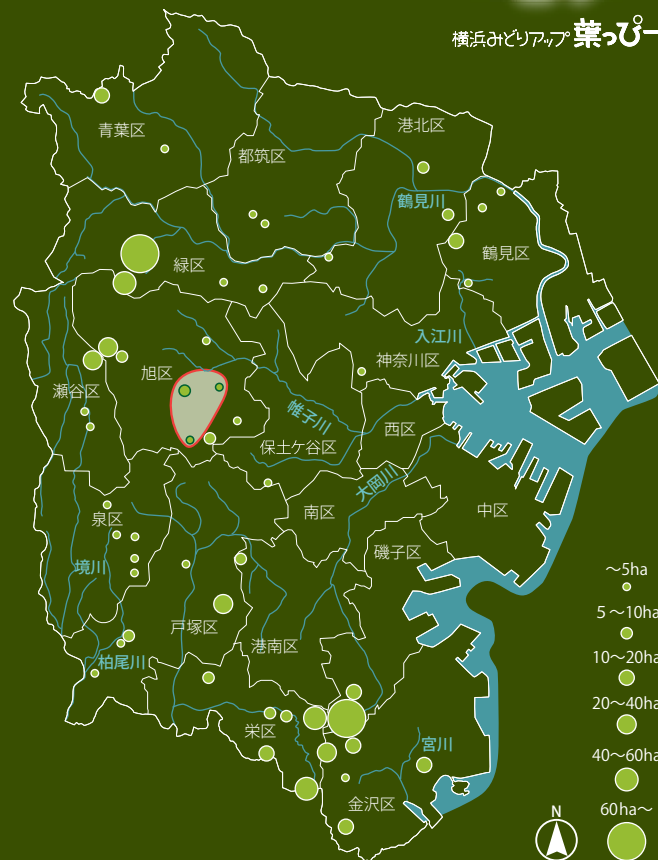 横浜みどりアップ 葉っぴー
青葉区
都筑区
港北区
鶴見川
鶴見区
緑区
入江川
神奈川区
旭区
瀬谷区
帷子川
西区
保土ケ谷区
大岡川
南区
中区
泉区
磯子区
境川
戸塚区
港南区
柏尾川
栄区
宮川
金沢区
～5ha
5～10ha
10～20ha
20～40ha
40～60ha
60ha～
N